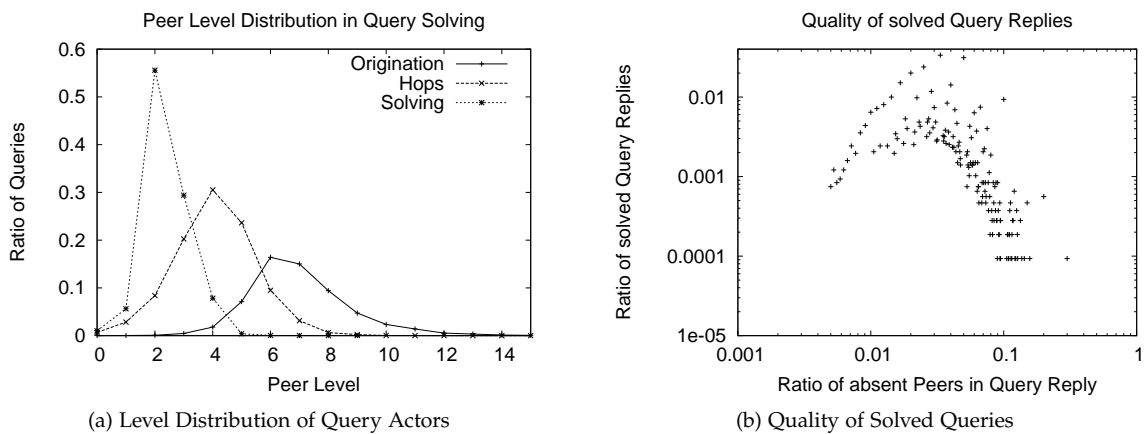 Peer Level Distribution in Query Solving
0.6
0.5
0.4
0.3
0.2
0.1
0
Ratio of Queries
Origination
Hops
Solving
0 2 4 6 8 10 12 14
Peer Level
(a) Level Distribution of Query Actors
Quality of solved Query Replies
0.01
0.001
0.0001
1e-05
Ratio of solved Query Replies
0.001 0.01 0.1 1
Ratio of absent Peers in Query Reply
(b) Quality of Solved Queries